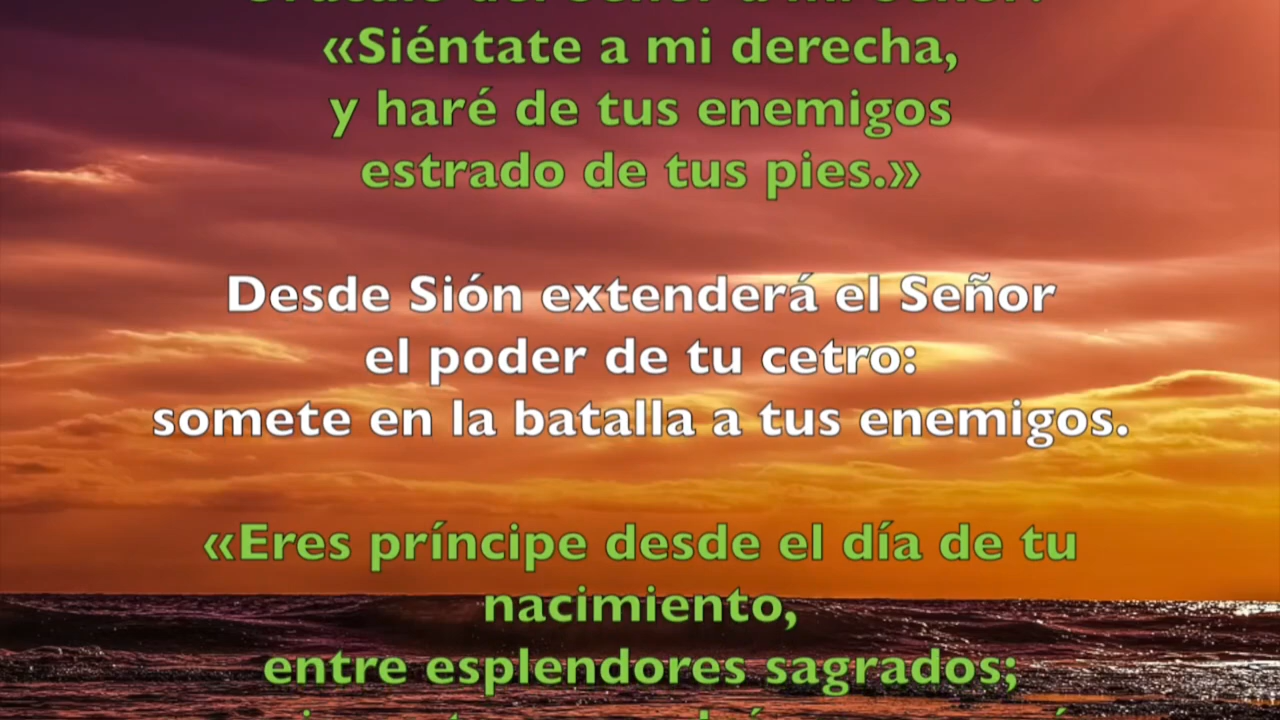 «Siéntate a mi derecha,
y haré de tus enemigos
estrado de tus pies.»
Desde Sión extenderá el Señor
el poder de tu cetro:
somete en la batalla a tus enemigos.
«Eres príncipe desde el día de tu
nacimiento,
entre esplendores sagrados;